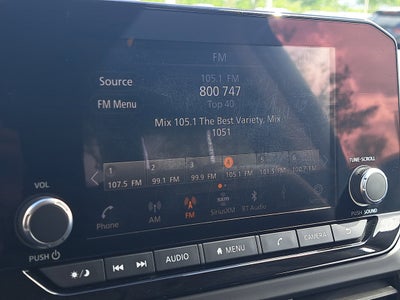 FM
Source
105.1 FM
800 747
FM Menu
Top 40
Mix 105.1 The Best Variety, Mix
1051
1 2 3 4 5 6
107.5 FM 99.1 FM 99.9 FM 105.1 FM 101.5 FM 100.7 FM
Phone
AM
FM
SiriusXM
BT Audio
VOL
PUSH
TUNE-SCROLL
PUSH SOUND
AUDIO
MENU
CAMERA